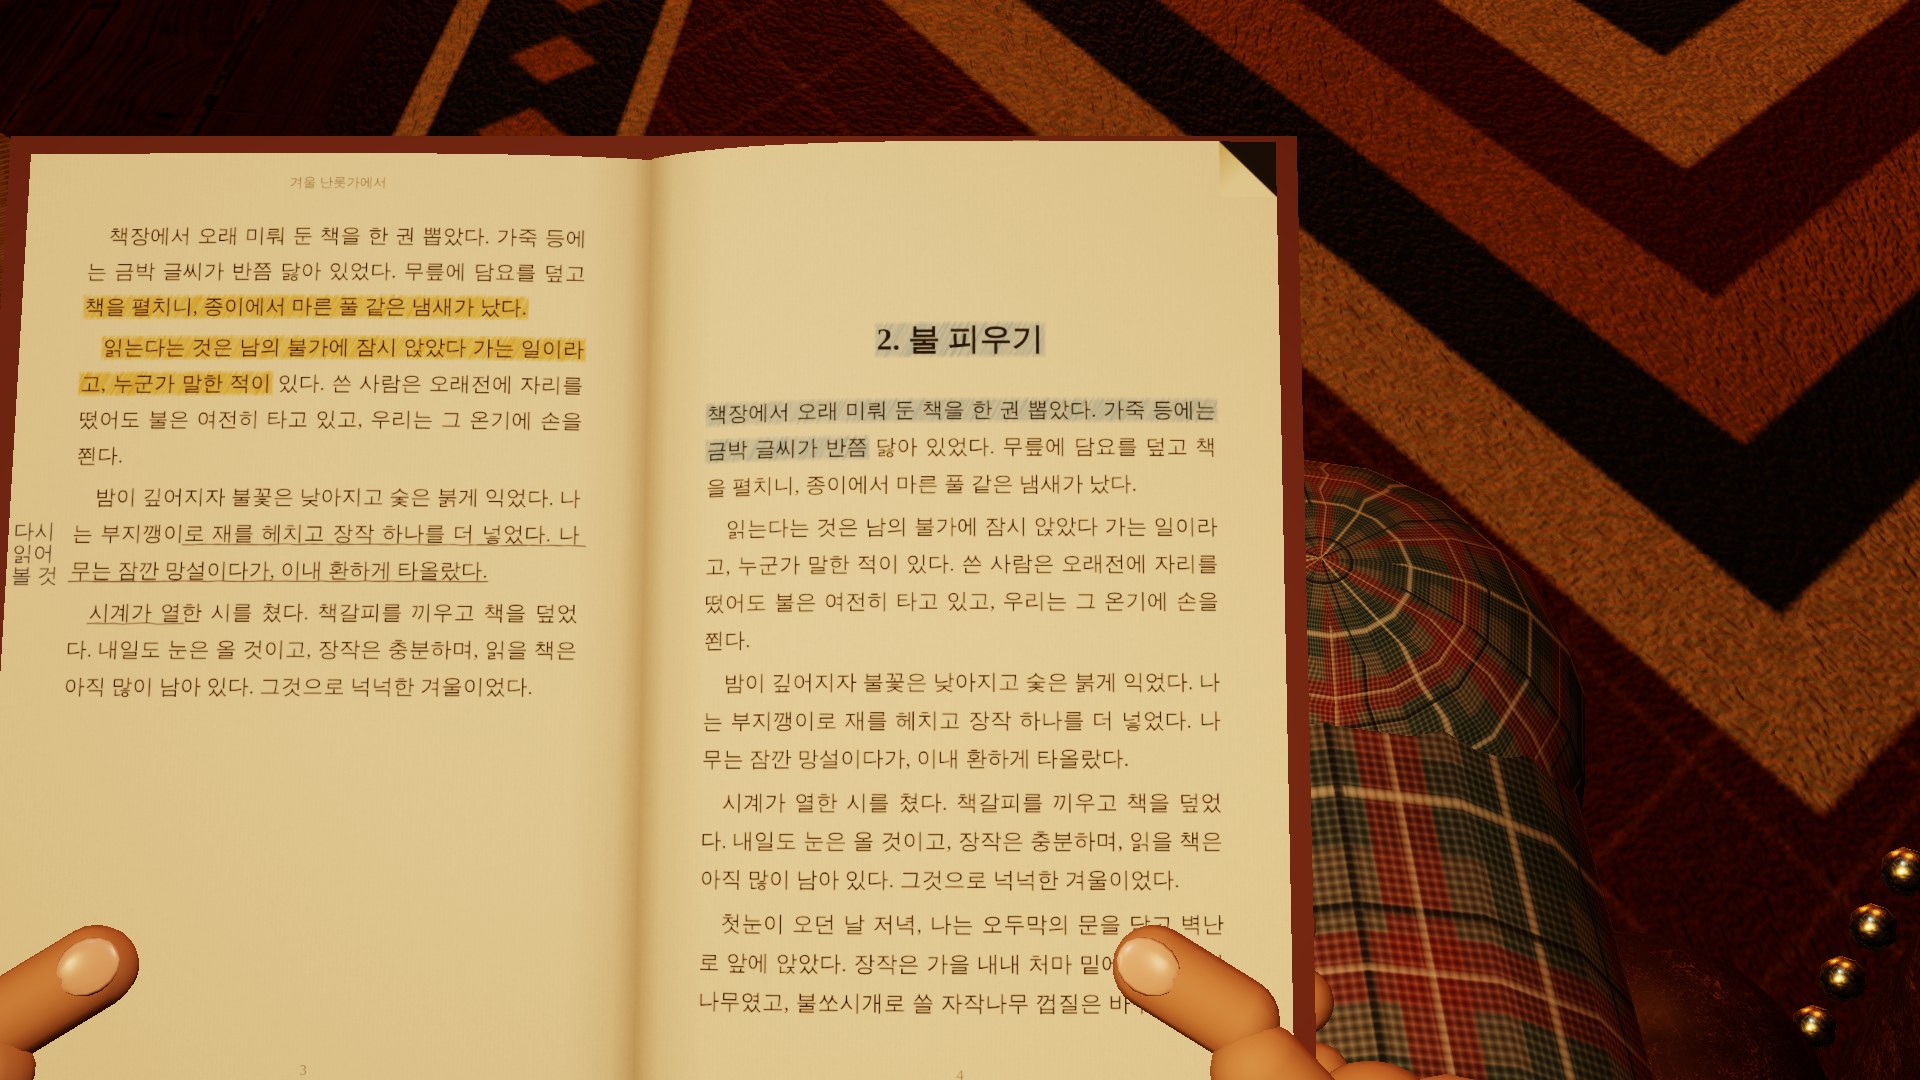 겨울 난롯가에서
책장에서 오래 미뤄 둔 책을 한 권 뽑았다. 가죽 등에
는 금박 글씨가 반쯤 닳아 있었다. 무릎에 담요를 덮고
책을 펼치니, 종이에서 마른 풀 같은 냄새가 났다.
읽는다는 것은 남의 불가에 잠시 앉았다 가는 일이라
고, 누군가 말한 적이 있다. 쓴 사람은 오래전에 자리를
떴어도 불은 여전히 타고 있고, 우리는 그 온기에 손을
쬔다.
밤이 깊어지자 불꽃은 낮아지고 숯은 붉게 익었다. 나
는 부지깽이로 재를 헤치고 장작 하나를 더 넣었다. 나
무는 잠깐 망설이다가, 이내 환하게 타올랐다.
시계가 열한 시를 쳤다. 책갈피를 끼우고 책을 덮었
다. 내일도 눈은 올 것이고, 장작은 충분하며, 읽을 책은
아직 많이 남아 있다. 그것으로 넉넉한 겨울이었다.
다시
읽어
볼 것
3
2. 불 피우기
책장에서 오래 미뤄 둔 책을 한 권 뽑았다. 가죽 등에는
금박 글씨가 반쯤 닳아 있었다. 무릎에 담요를 덮고 책
을 펼치니, 종이에서 마른 풀 같은 냄새가 났다.
읽는다는 것은 남의 불가에 잠시 앉았다 가는 일이라
고, 누군가 말한 적이 있다. 쓴 사람은 오래전에 자리를
떴어도 불은 여전히 타고 있고, 우리는 그 온기에 손을
쬔다.
밤이 깊어지자 불꽃은 낮아지고 숯은 붉게 익었다. 나
는 부지깽이로 재를 헤치고 장작 하나를 더 넣었다. 나
무는 잠깐 망설이다가, 이내 환하게 타올랐다.
시계가 열한 시를 쳤다. 책갈피를 끼우고 책을 덮었
다. 내일도 눈은 올 것이고, 장작은 충분하며, 읽을 책은
아직 많이 남아 있다. 그것으로 넉넉한 겨울이었다.
첫눈이 오던 날 저녁, 나는 오두막의 문을 닫고 벽난
로 앞에 앉았다. 장작은 가을 내내 처마
나무였고, 불쏘시개로 쓸 자작나무 껍질은
4